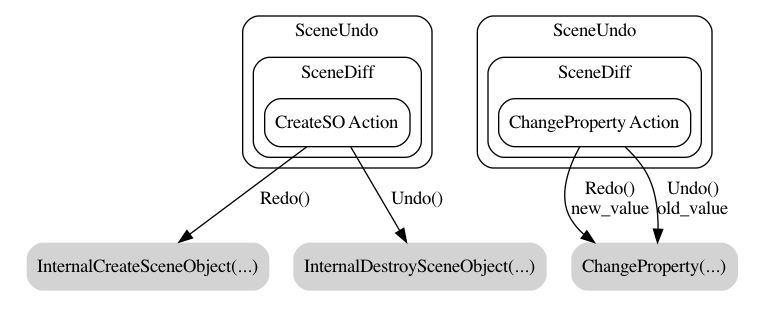 SceneUndo
SceneDiff
CreateSO Action
Redo()
Undo()
InternalCreateSceneObject(...)
InternalDestroySceneObject(...)
SceneUndo
SceneDiff
ChangeProperty Action
Redo()
new_value
Undo()
old_value
ChangeProperty(...)